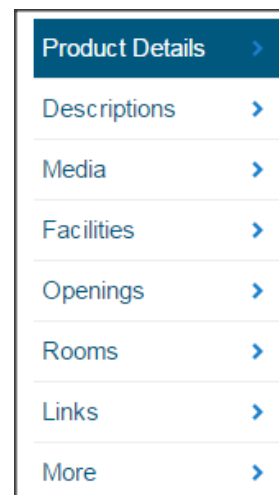 Product Details
Descriptions
Media
Facilities
Openings
Rooms
Links
More